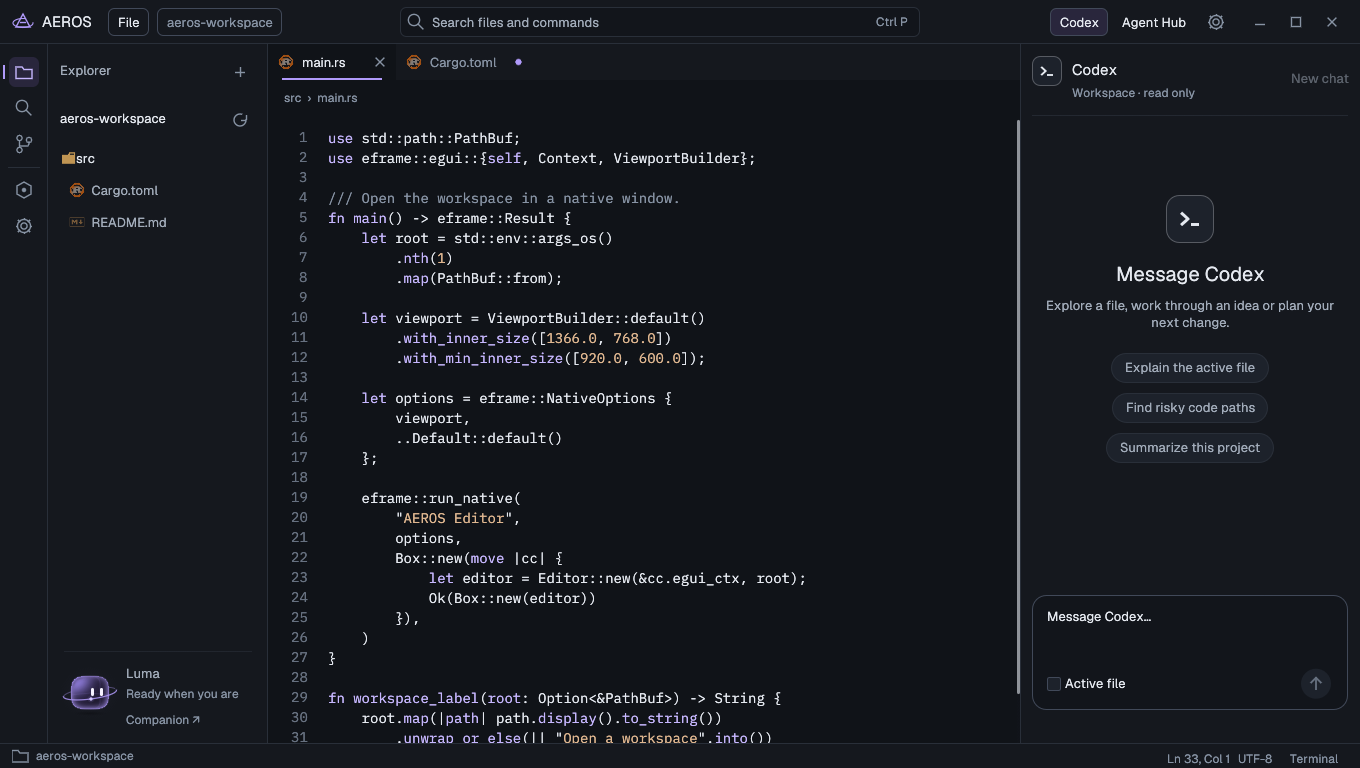 AEROS File aeros-workspace Search files and commands Ctrl P Codex Agent Hub
Explorer
aeros-workspace
src
Cargo.toml
README.md
Luma
Ready when you are
Companion ↗
main.rs Cargo.toml
src › main.rs
1 use std::path::PathBuf;
2 use eframe::egui::{self, Context, ViewportBuilder};
3
4 /// Open the workspace in a native window.
5 fn main() -> eframe::Result {
6     let root = std::env::args_os()
7         .nth(1)
8         .map(PathBuf::from);
9
10     let viewport = ViewportBuilder::default()
11         .with_inner_size([1366.0, 768.0])
12         .with_min_inner_size([920.0, 600.0]);
13
14     let options = eframe::NativeOptions {
15         viewport,
16         ..Default::default()
17     };
18
19     eframe::run_native(
20         "AEROS Editor",
21         options,
22         Box::new(move |cc| {
23             let editor = Editor::new(&cc.egui_ctx, root);
24             Ok(Box::new(editor))
25         }),
26     )
27 }
28
29 fn workspace_label(root: Option<&PathBuf>) -> String {
30     root.map(|path| path.display().to_string())
31         .unwrap_or_else(|| "Open a workspace".into())
Codex
Workspace · read only
New chat
Message Codex
Explore a file, work through an idea or plan your
next change.
Explain the active file
Find risky code paths
Summarize this project
Message Codex…
Active file
aeros-workspace
Ln 33, Col 1 UTF-8 Terminal